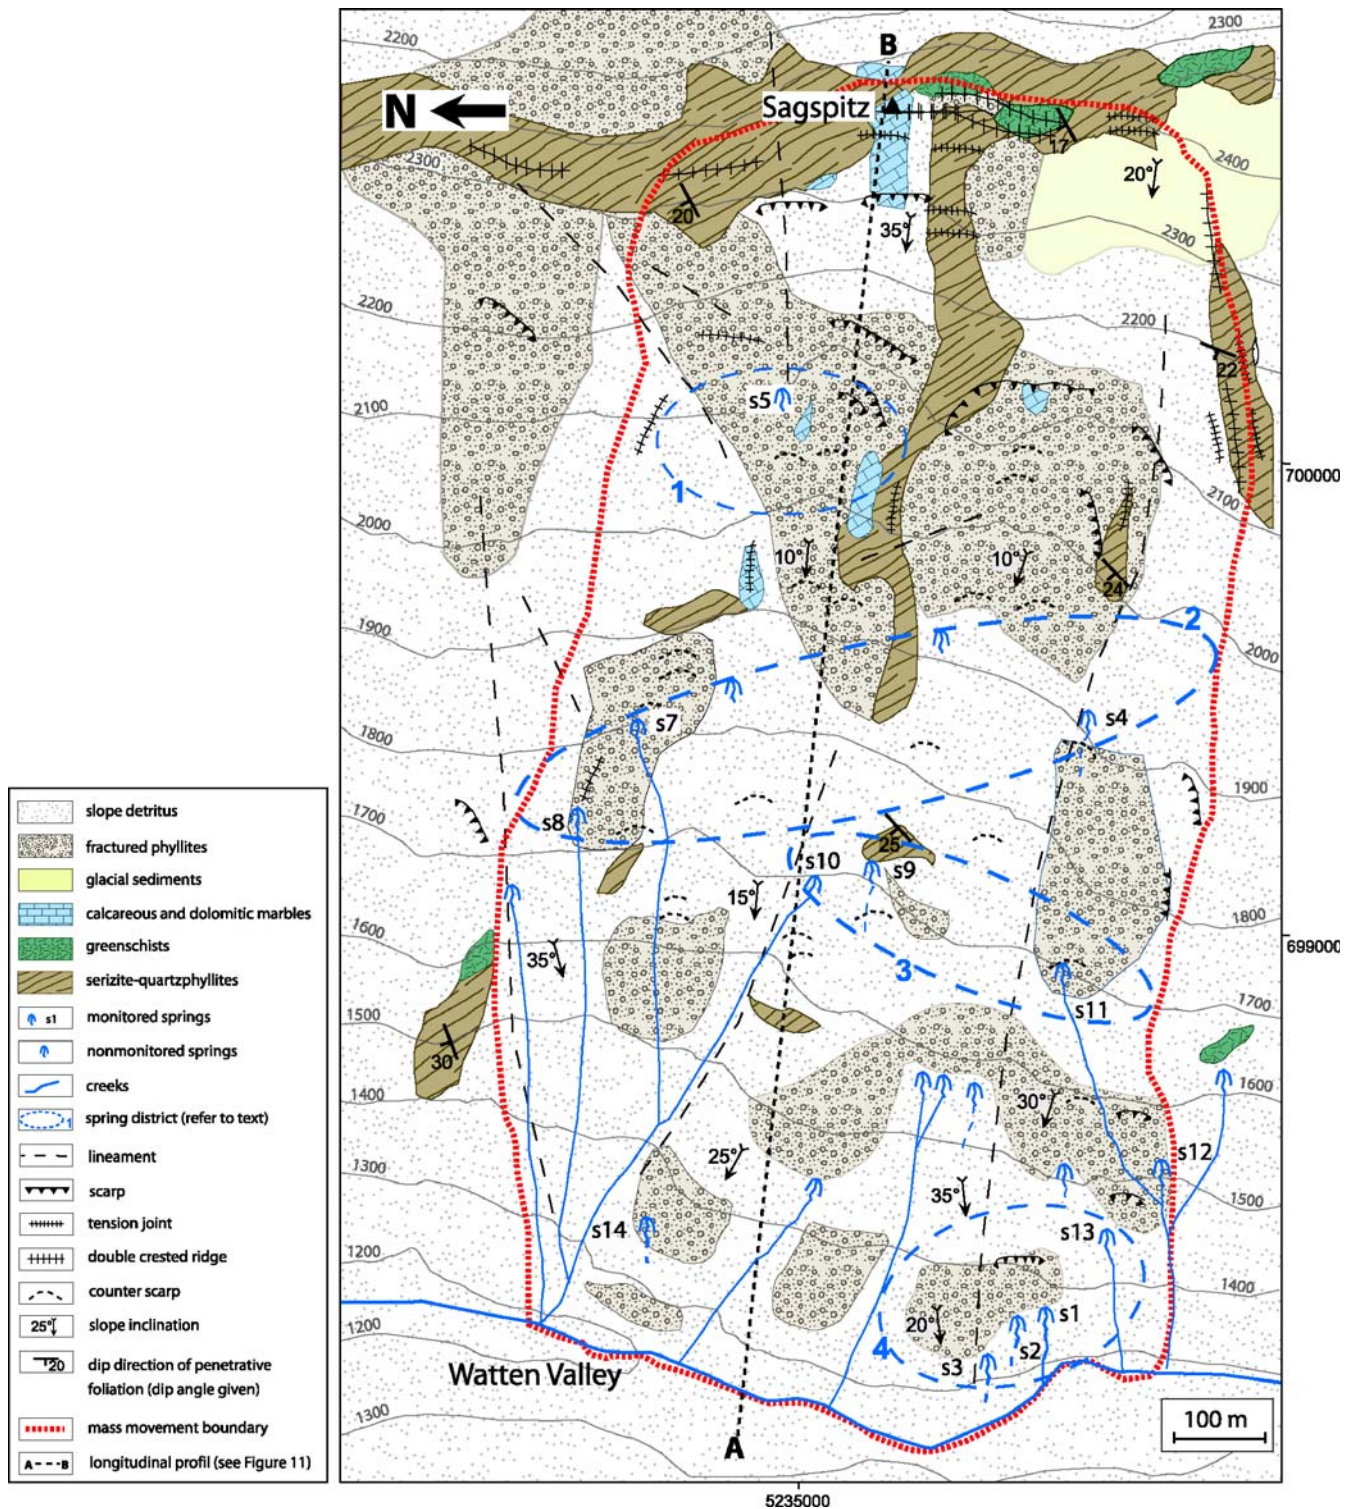 2200
2300
B
N
Sagspitz
17
2300
2400
20°
20
35°
2300
2200
2200
22
s5
2100
1
700000
2100
2000
10°
10°
24
1900
2
2000
s7
s4
1800
1900
s8
1700
25
s10
s9
15°
1800
1600
699000
35°
3
1700
s11
1500
30
1600
1400
30°
25°
s12
1300
35°
1500
s14
s13
1200
1400
s1
20°
4
s2
1200
s3
Watten Valley
1300
100 m
A
5235000
slope detritus
fractured phyllites
glacial sediments
calcareous and dolomitic marbles
greenschists
serizite-quartzphyllites
s1 monitored springs
nonmonitored springs
creeks
1 spring district (refer to text)
lineament
scarp
tension joint
double crested ridge
counter scarp
25° slope inclination
20 dip direction of penetrative
foliation (dip angle given)
mass movement boundary
A B longitudinal profil (see Figure 11)